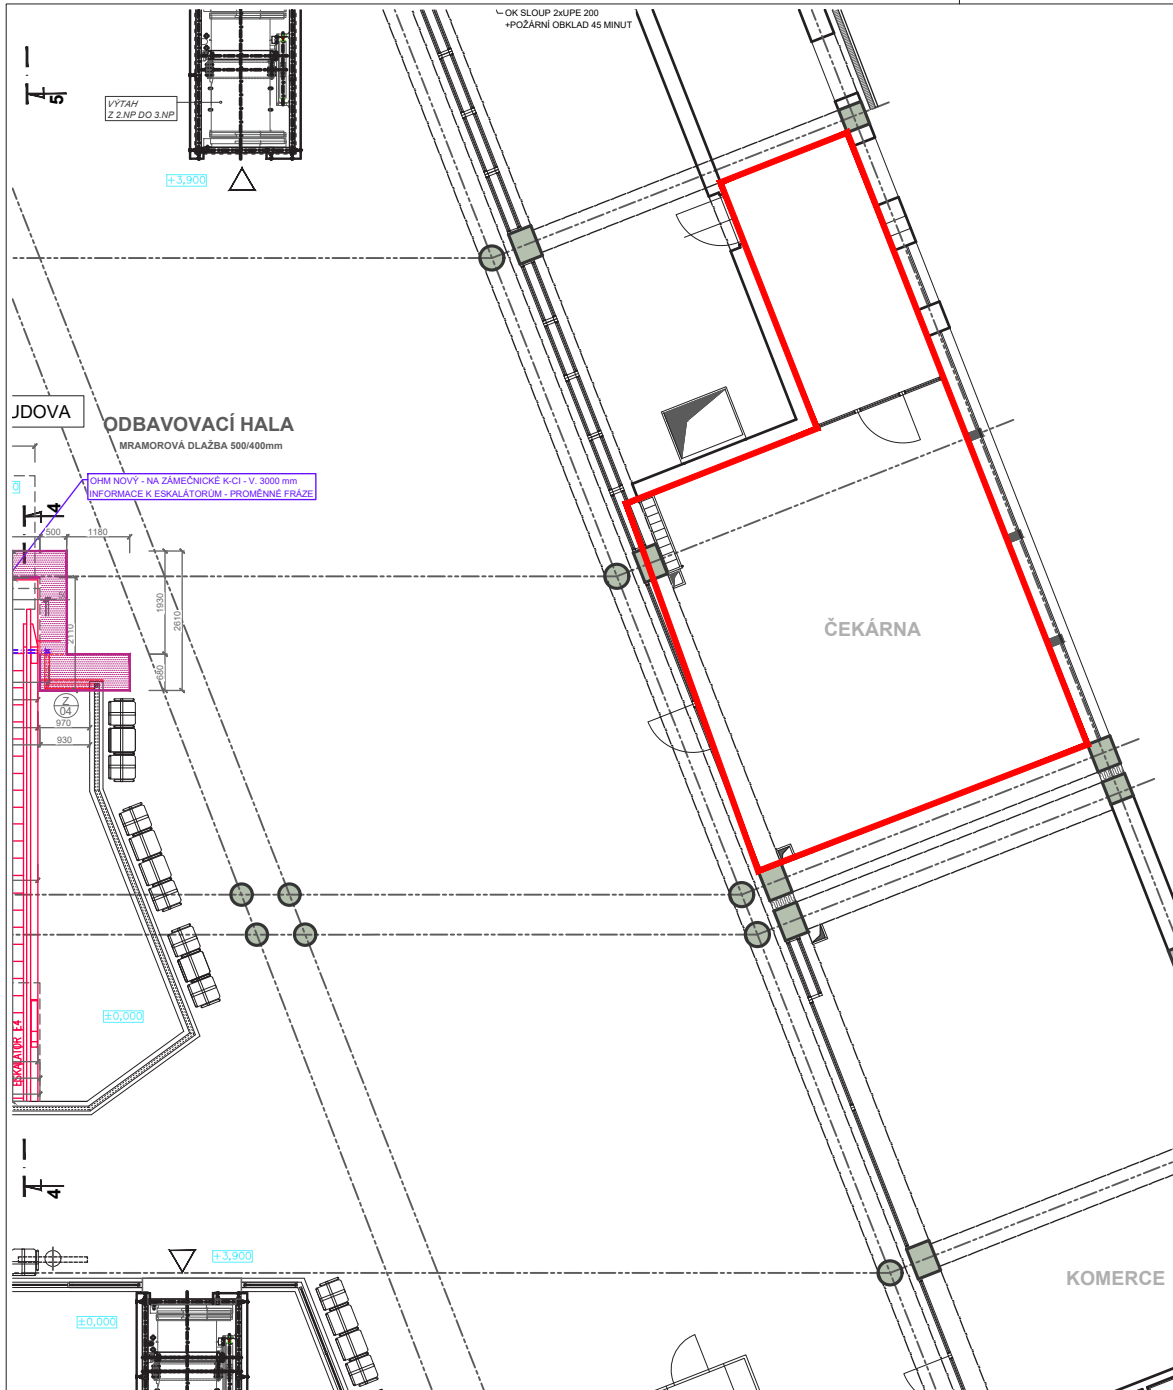 OK SLOUP 2xUPE 200
+POŽÁRNÍ OBKLAD 45 MINUT
5
VÝTAH
Z 2.NP DO 3.NP
+3,900
JDOVA
ODBAVOVACÍ HALA
MRAMOROVÁ DLAŽBA 500/400mm
OHM NOVÝ - NA ZÁMEČNICKÉ K-CI - V. 3000 mm
INFORMACE K ESKALÁTORŮM - PROMĚNNÉ FRÁZE
4
500
1180
1930
2610
2110
680
ČEKÁRNA
Z
04
970
930
±0,000
ESKALÁTOR E4
4
+3,900
KOMERCE
±0,000